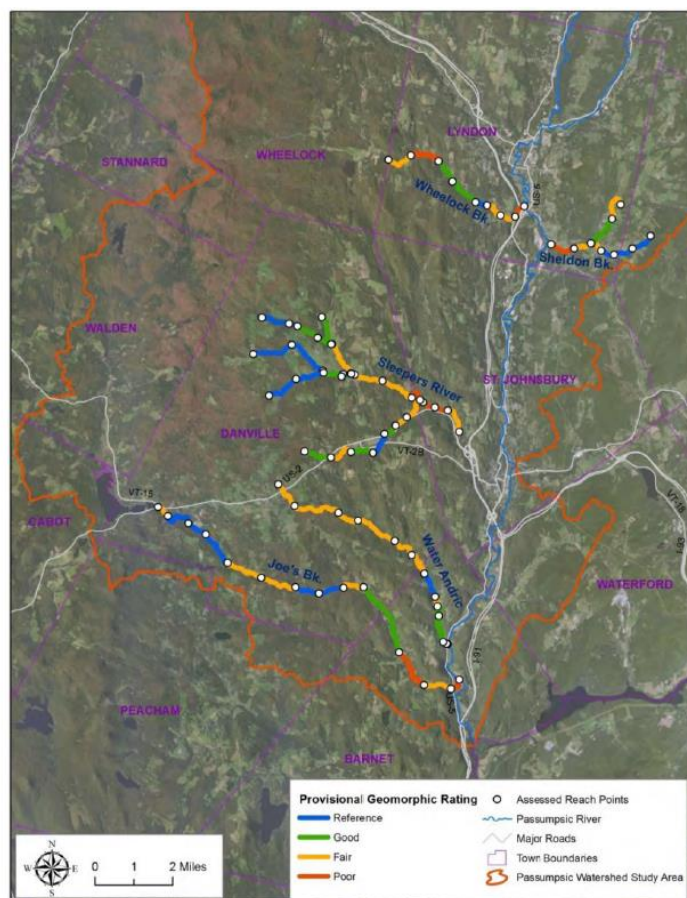 LYNDON
STANNARD
WHEELOCK
Wheelock Bk.
US-5
Sheldon Bk.
WALDEN
Sleepers River
ST. JOHNSBURY
DANVILLE
VT-2B
US-2
VT-15
VT-18
I-93
CABOT
Water Andric
Joe's Bk.
WATERFORD
I-91
US-5
PEACHAM
BARNET
Provisional Geomorphic Rating
Reference
Good
Fair
Poor
Assessed Reach Points
Passumpsic River
Major Roads
Town Boundaries
Passumpsic Watershed Study Area
N
W E
S
0 1 2 Miles